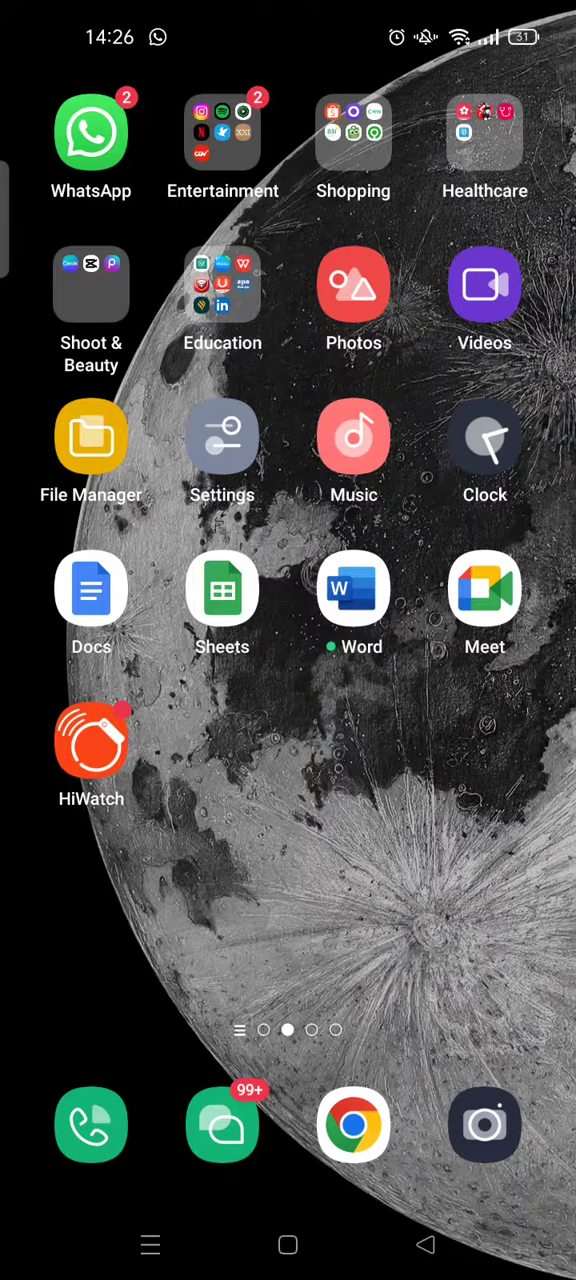 14:26 31
2 2
WhatsApp Entertainment Shopping Healthcare
Shoot & Beauty Education Photos Videos
File Manager Settings Music Clock
W
Docs Sheets Word Meet
HiWatch
99+